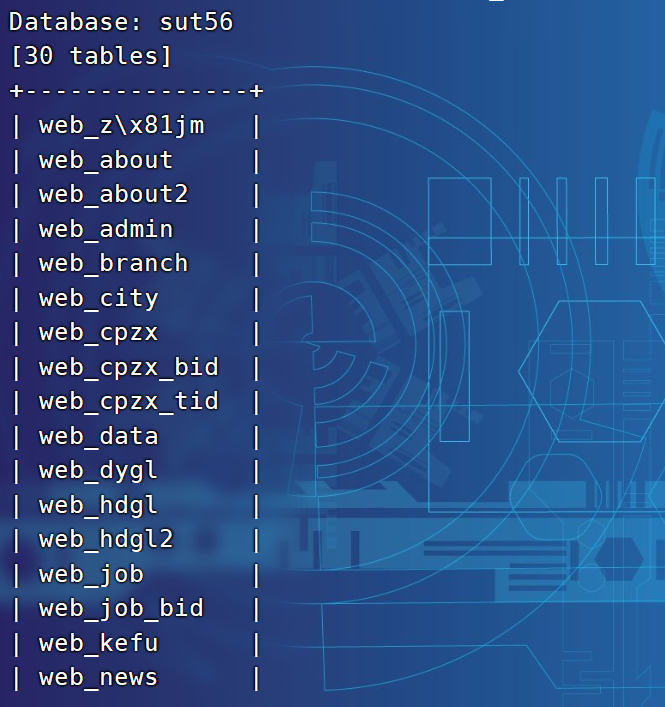 Database: sut56
[30 tables]
+---------------+
| web_z\x81jm   |
| web_about     |
| web_about2    |
| web_admin     |
| web_branch    |
| web_city      |
| web_cpzx      |
| web_cpzx_bid  |
| web_cpzx_tid  |
| web_data      |
| web_dygl      |
| web_hdgl      |
| web_hdgl2     |
| web_job       |
| web_job_bid   |
| web_kefu      |
| web_news      |